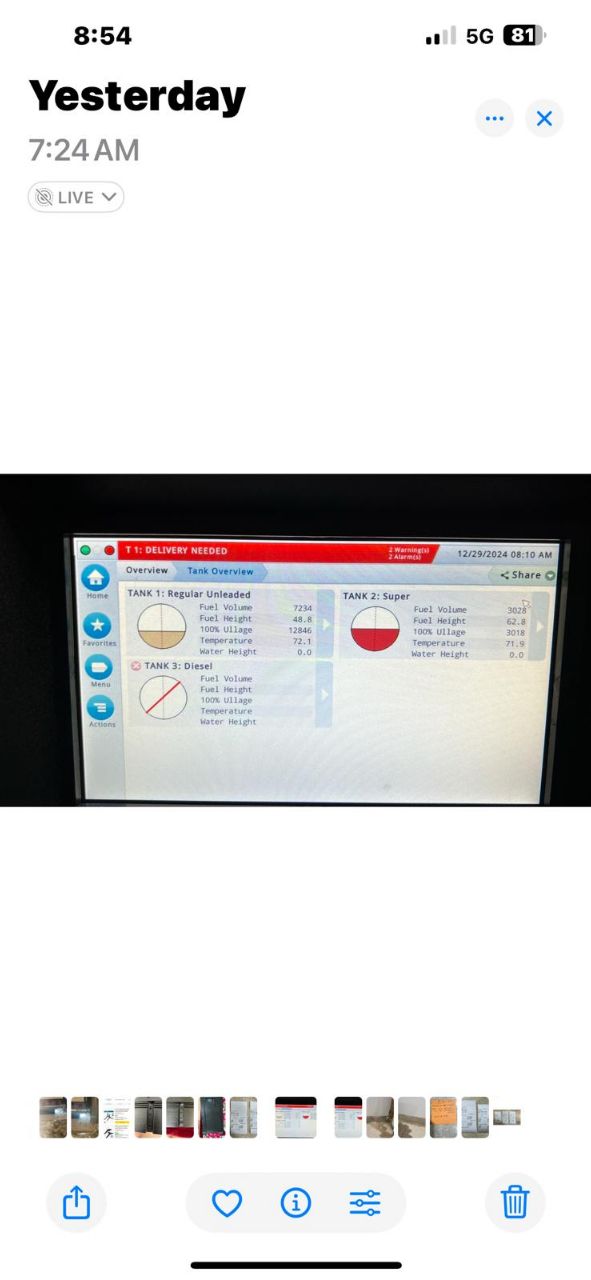 8:54
5G 81
Yesterday
7:24 AM
LIVE
T 1: DELIVERY NEEDED
2 Warning(s)
2 Alarm(s)
12/29/2024 08:10 AM
Overview Tank Overview
Share
Home
Favorites
Menu
Actions
TANK 1: Regular Unleaded
Fuel Volume 7234
Fuel Height 48.8
100% Ullage 12846
Temperature 72.1
Water Height 0.0
TANK 2: Super
Fuel Volume 3028
Fuel Height 62.8
100% Ullage 3018
Temperature 71.9
Water Height 0.0
TANK 3: Diesel
Fuel Volume
Fuel Height
100% Ullage
Temperature
Water Height